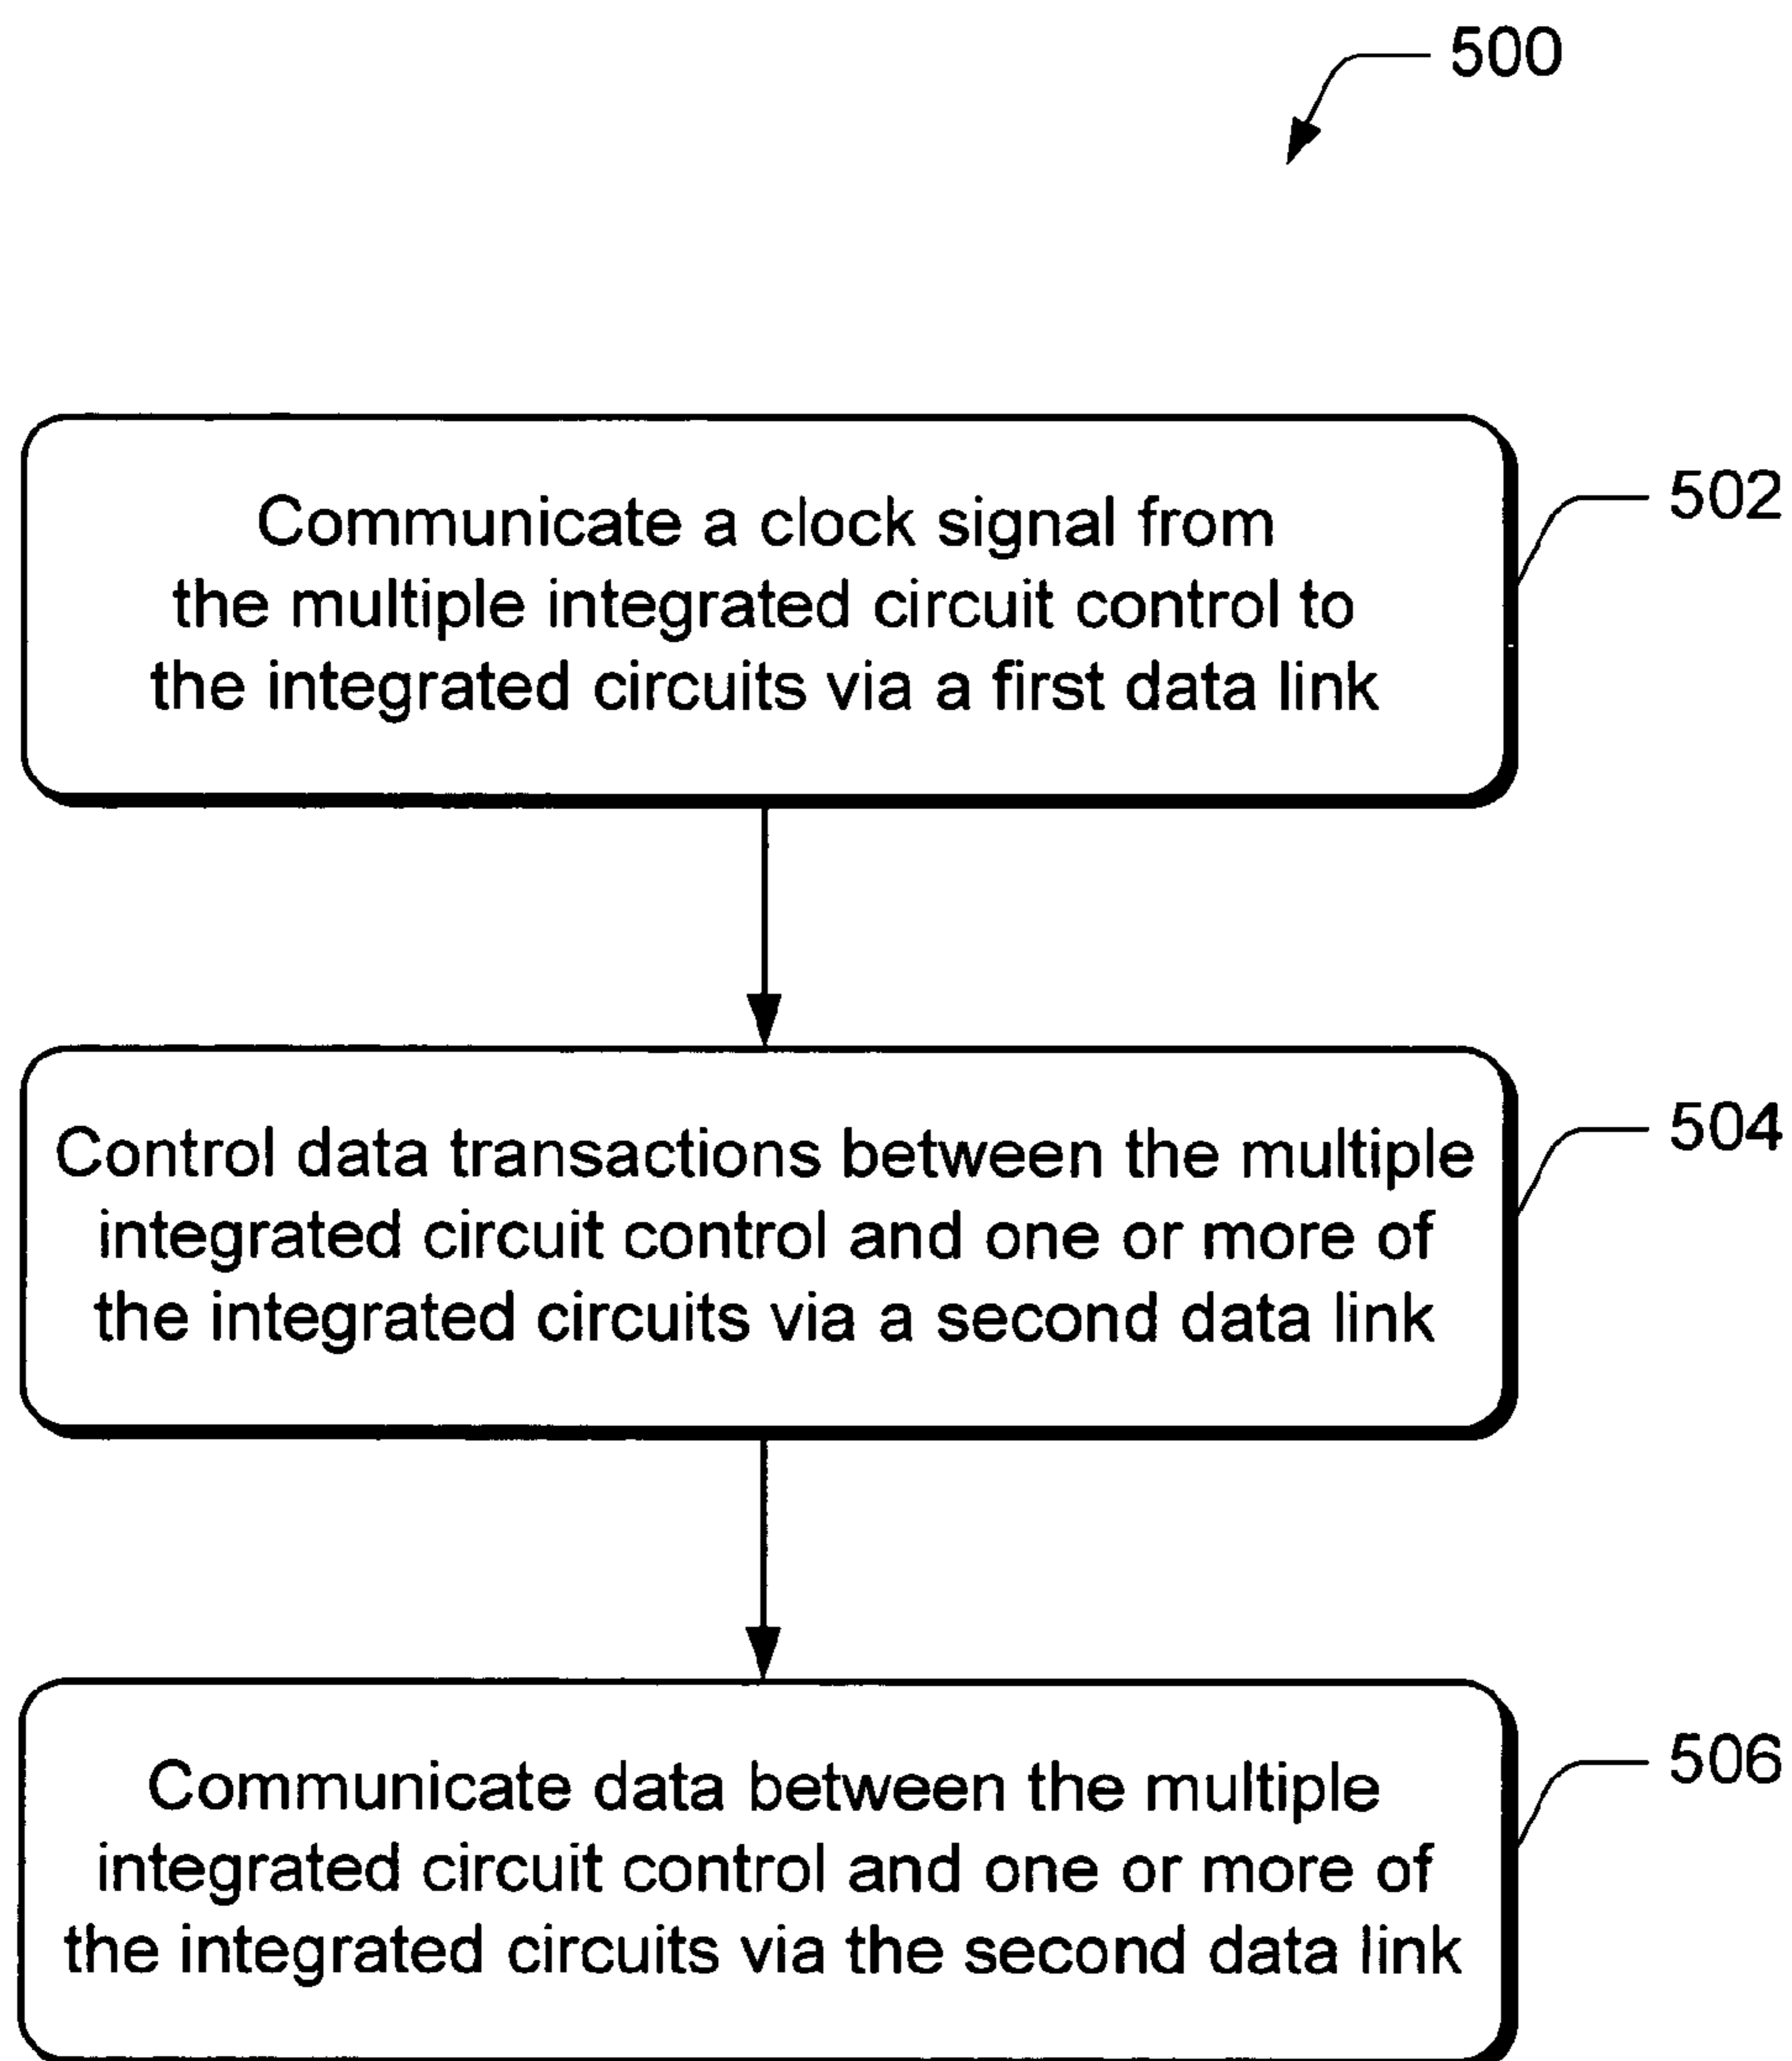 500
Communicate a clock signal from
the multiple integrated circuit control to
the integrated circuits via a first data link
502
Control data transactions between the multiple
integrated circuit control and one or more of
the integrated circuits via a second data link
504
Communicate data between the multiple
integrated circuit control and one or more of
the integrated circuits via the second data link
506